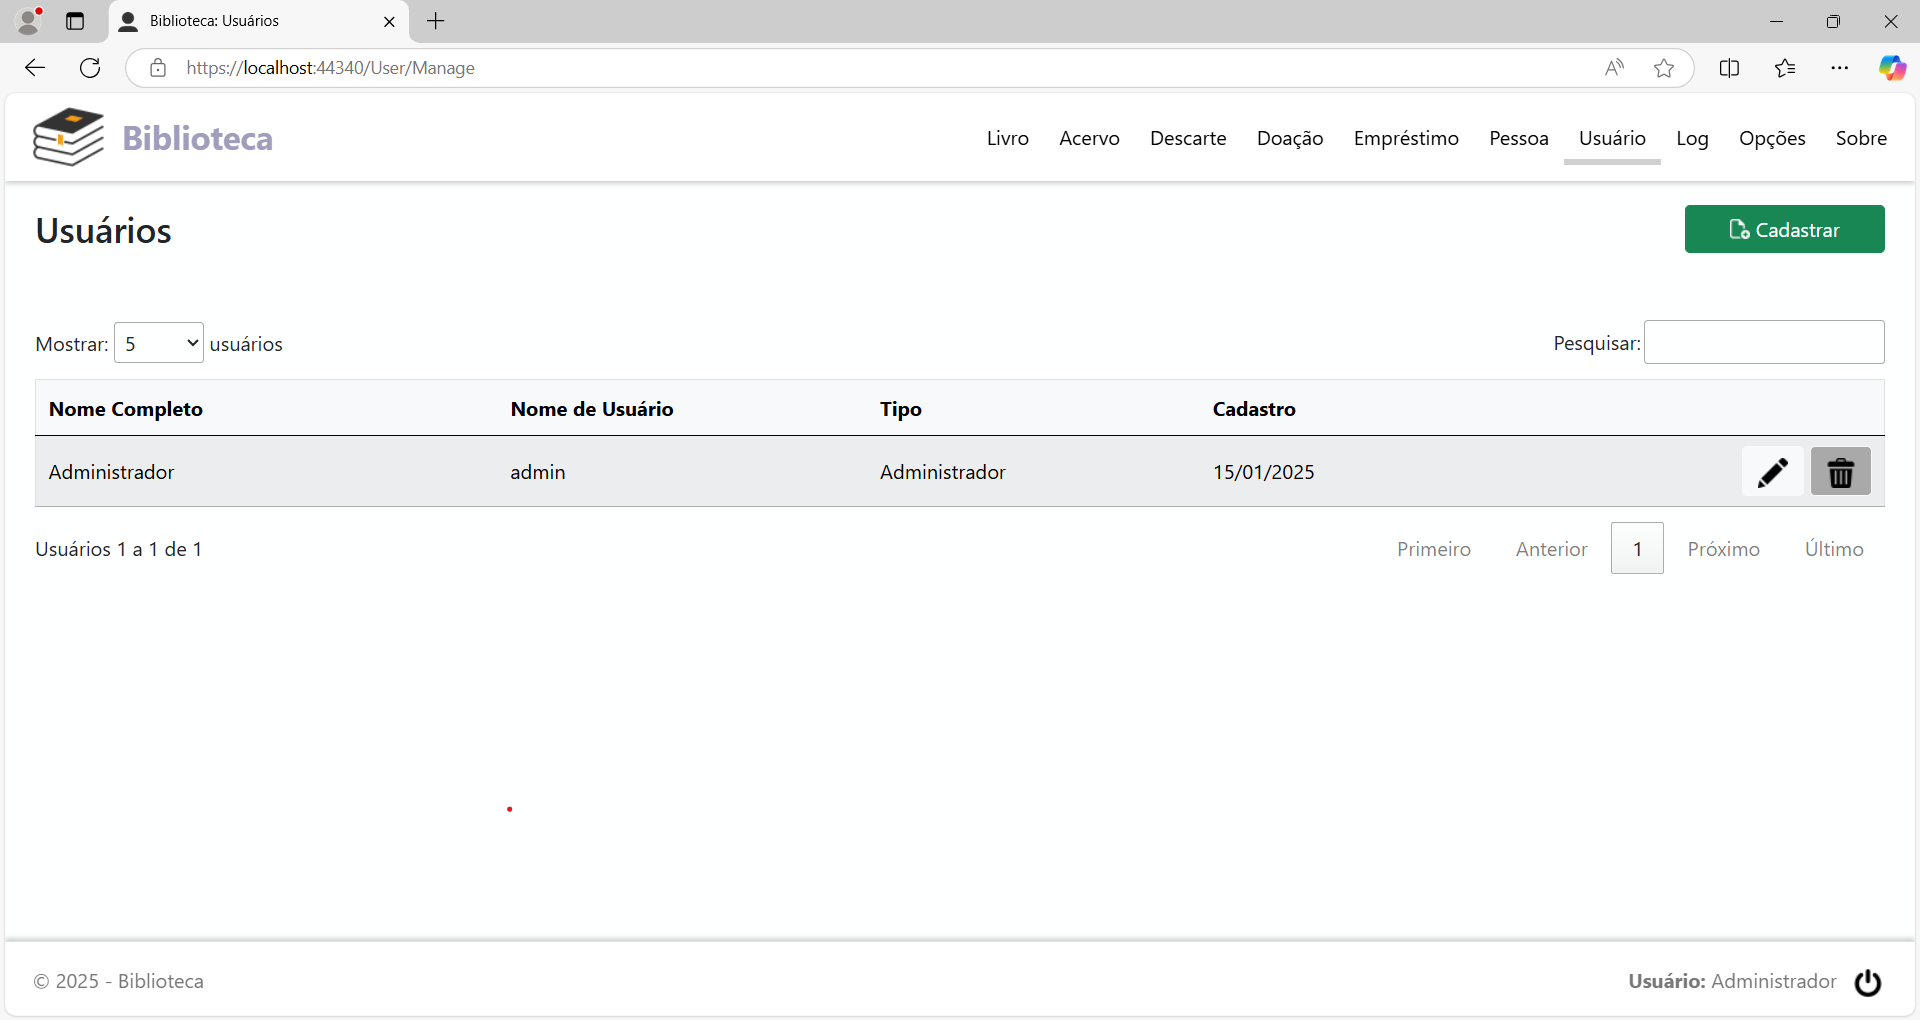 Biblioteca: Usuários
https://localhost:44340/User/Manage
Biblioteca
Livro Acervo Descarte Doação Empréstimo Pessoa Usuário Log Opções Sobre
Usuários
Cadastrar
Mostrar: 5 usuários
Pesquisar:
Nome Completo Nome de Usuário Tipo Cadastro
Administrador admin Administrador 15/01/2025
Usuários 1 a 1 de 1
Primeiro Anterior 1 Próximo Último
© 2025 - Biblioteca
Usuário: Administrador